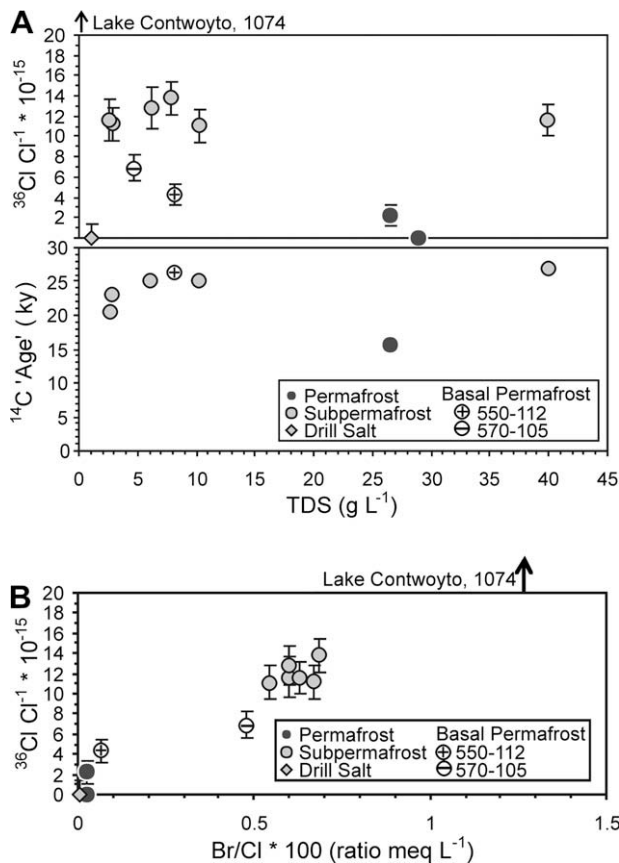 A
Lake Contwoyto, 1074
36Cl Cl-1 * 10-15
20
18
16
14
12
10
8
6
4
2
14C 'Age' ( ky)
30
25
20
15
10
5
0
Permafrost Basal Permafrost
Subpermafrost 550-112
Drill Salt 570-105
0 5 10 15 20 25 30 35 40 45
TDS (g L-1)
Lake Contwoyto, 1074
B
36Cl Cl-1 * 10-15
20
18
16
14
12
10
8
6
4
2
0
Permafrost Basal Permafrost
Subpermafrost 550-112
Drill Salt 570-105
0 0.5 1 1.5
Br/Cl * 100 (ratio meq L-1)